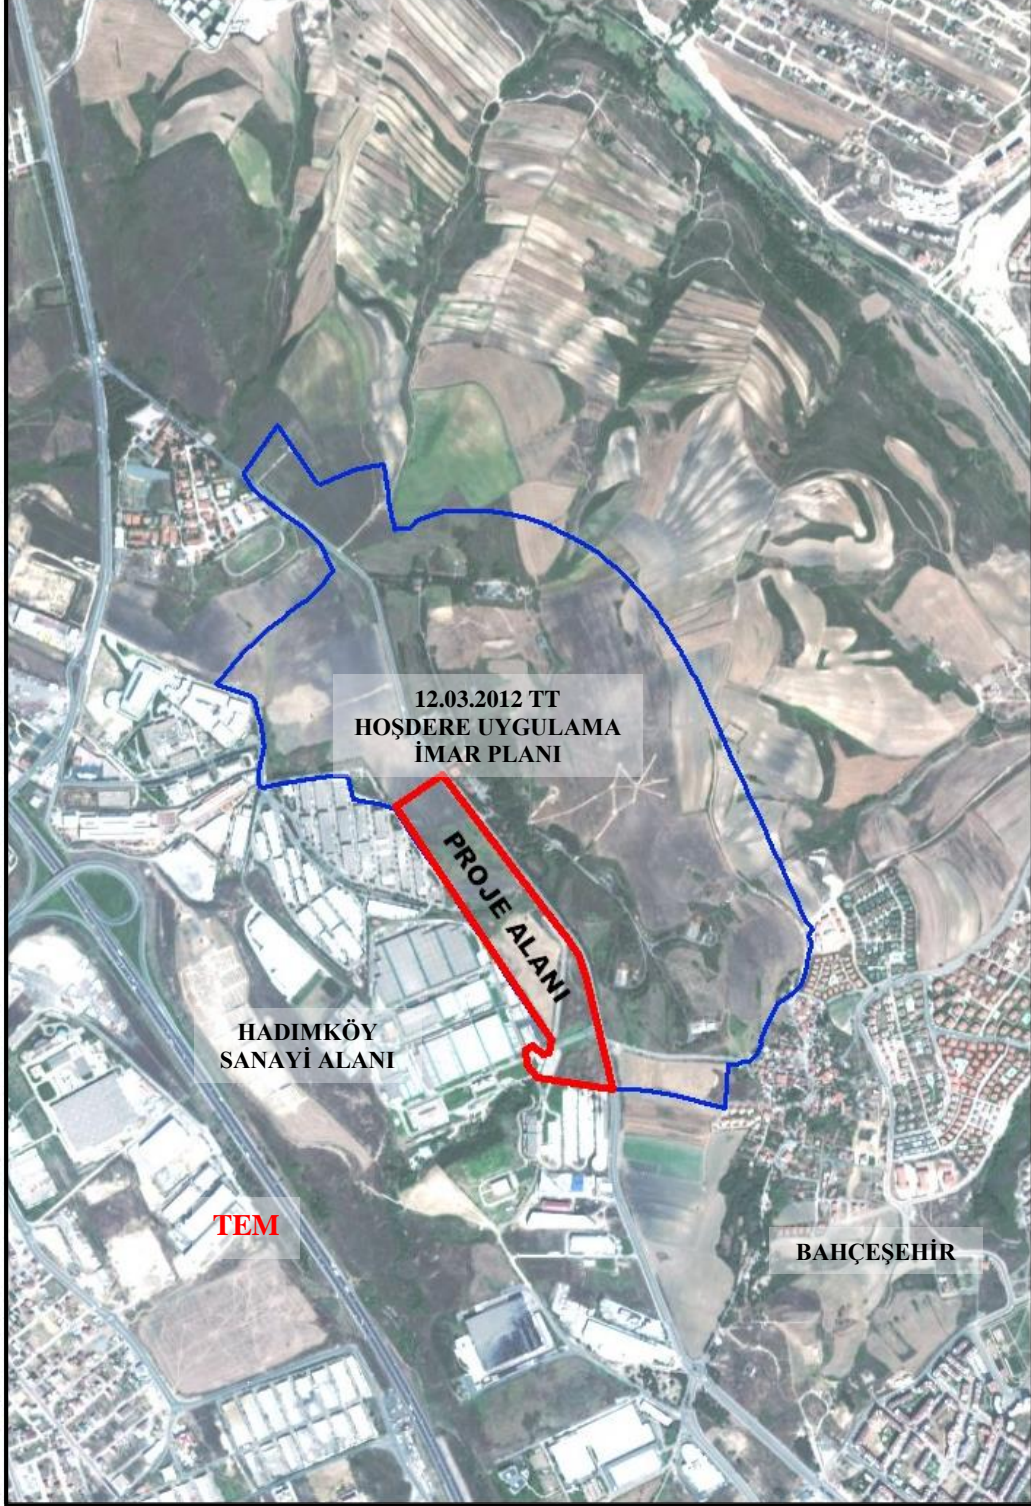 12.03.2012 TT
HOŞDERE UYGULAMA
İMAR PLANI
PROJE ALANI
HADIMKÖY
SANAYİ ALANI
TEM
BAHÇEŞEHİR